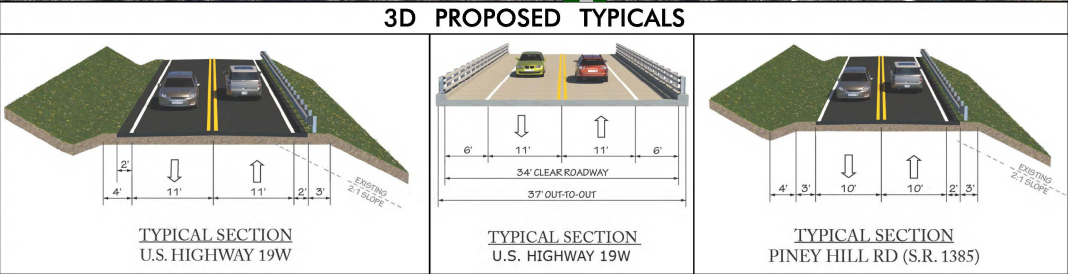 3D PROPOSED TYPICALS
2'
4'
11'
11'
2'
3'
EXISTING
2:1 SLOPE
TYPICAL SECTION
U.S. HIGHWAY 19W
6'
11'
11'
6'
34' CLEAR ROADWAY
37' OUT-TO-OUT
TYPICAL SECTION
U.S. HIGHWAY 19W
4'
3'
10'
10'
2'
3'
EXISTING
2:1 SLOPE
TYPICAL SECTION
PINEY HILL RD (S.R. 1385)